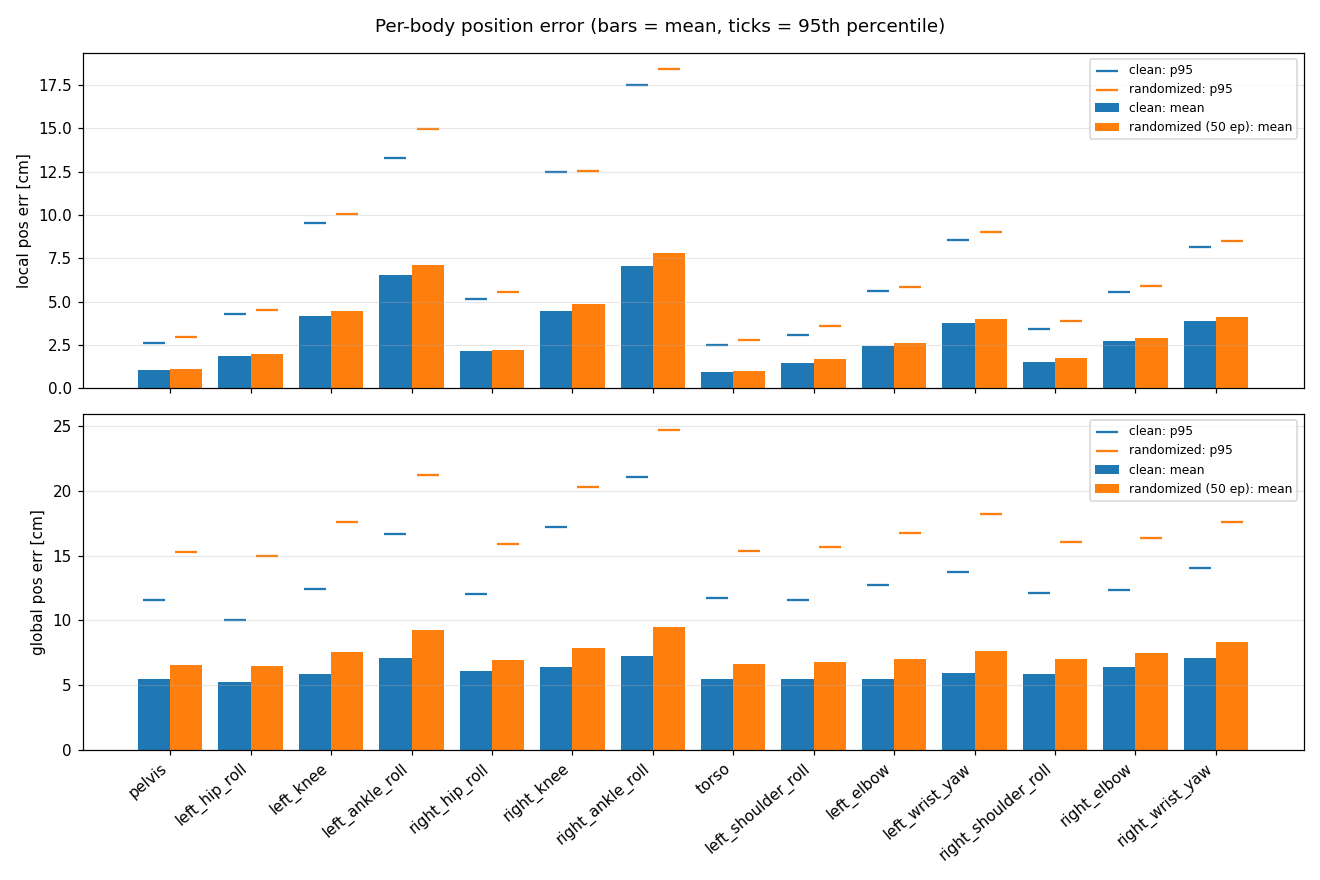 Per-body position error (bars = mean, ticks = 95th percentile)
local pos err [cm]
17.5
15.0
12.5
10.0
7.5
5.0
2.5
0.0
clean: p95
randomized: p95
clean: mean
randomized (50 ep): mean
global pos err [cm]
25
20
15
10
5
0
clean: p95
randomized: p95
clean: mean
randomized (50 ep): mean
pelvis
left_hip_roll
left_knee
left_ankle_roll
right_hip_roll
right_knee
right_ankle_roll
torso
left_shoulder_roll
left_elbow
left_wrist_yaw
right_shoulder_roll
right_elbow
right_wrist_yaw